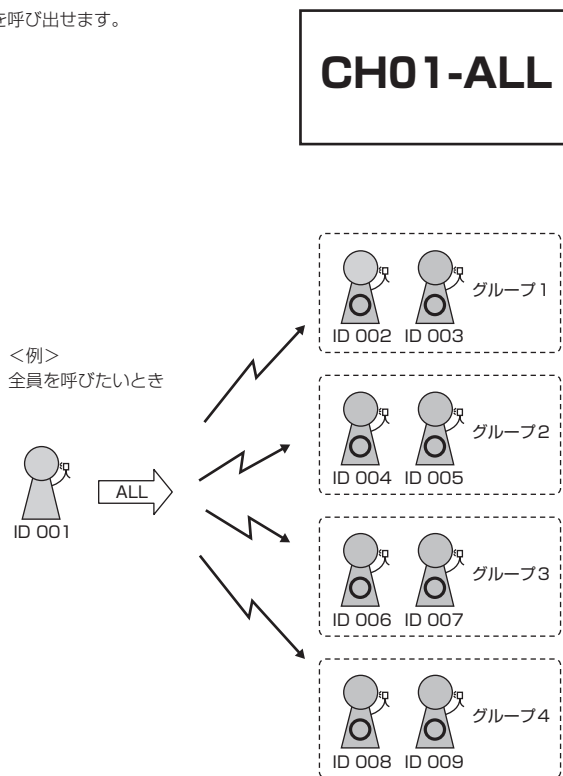 を呼び出せます。
CH01-ALL
<例>
全員を呼びたいとき
ID 001
ALL
グループ1
ID 002 ID 003
グループ2
ID 004 ID 005
グループ3
ID 006 ID 007
グループ4
ID 008 ID 009